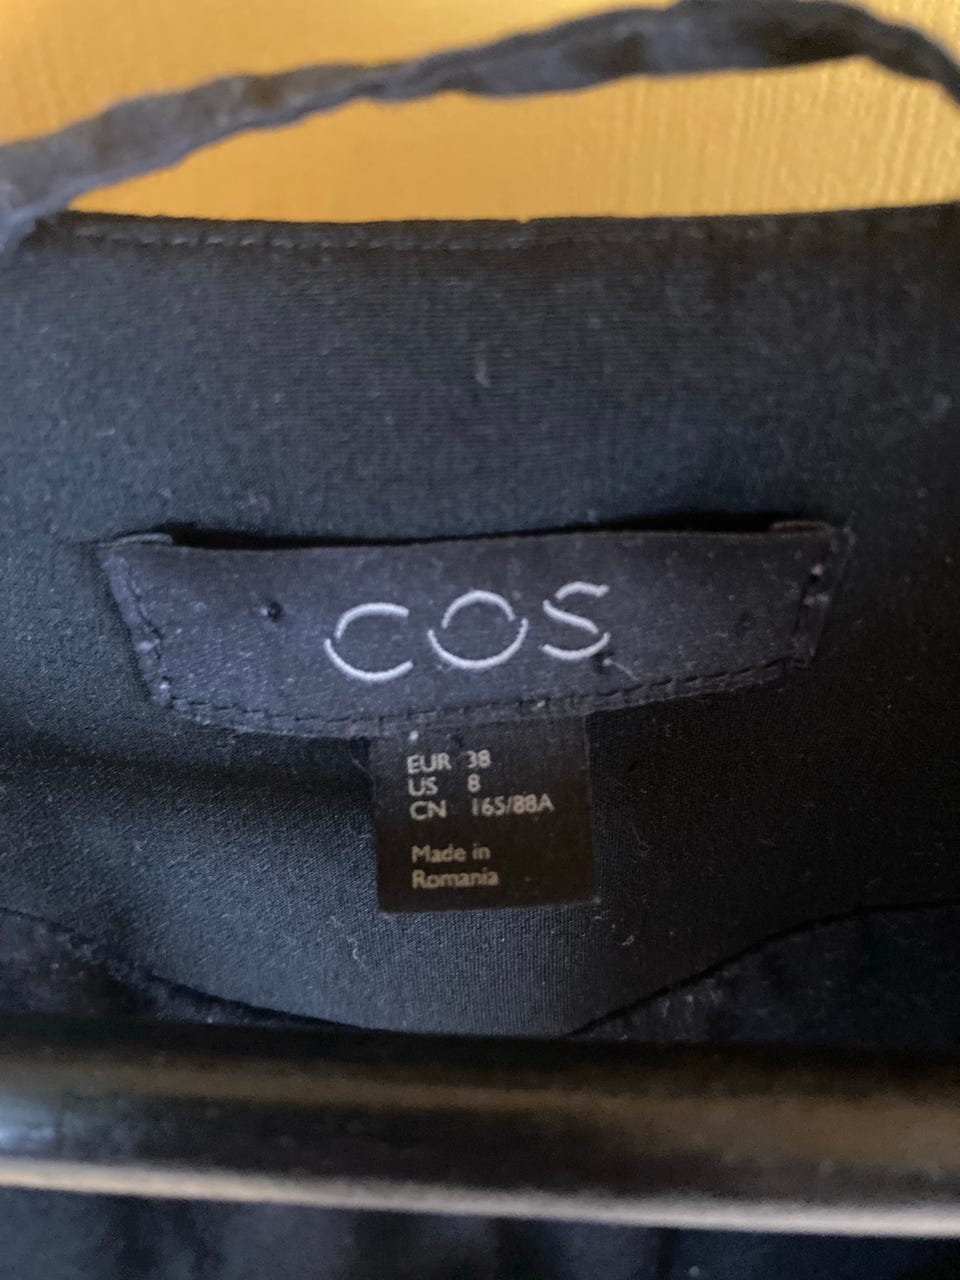 COS
EUR 38
US 8
CN 165/88A
Made in
Romania